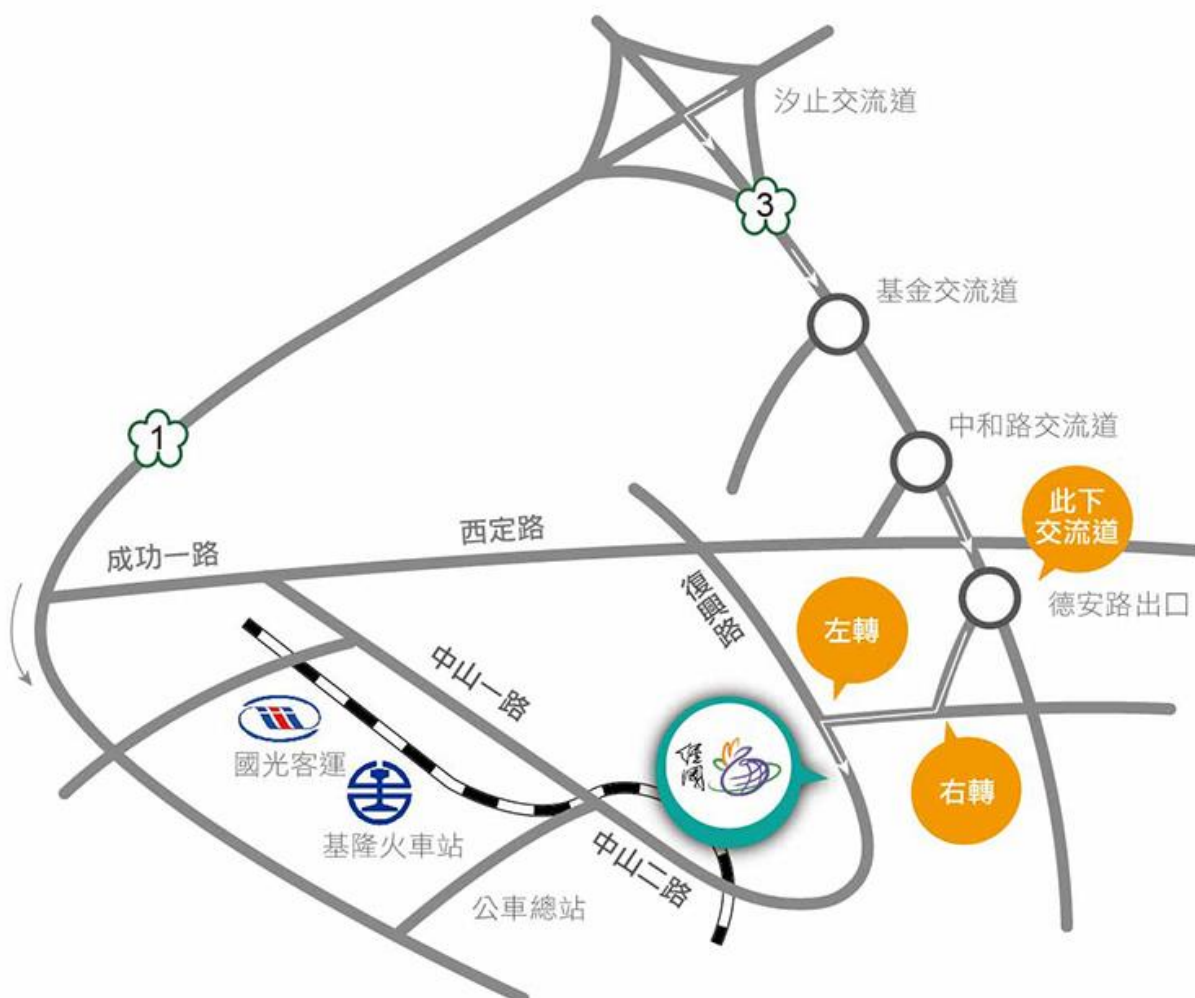 汐止交流道
3
基金交流道
1
中和路交流道
此下
交流道
西定路
成功一路
復興路
德安路出口
左轉
中山一路
國光客運
經國
右轉
基隆火車站
中山二路
公車總站